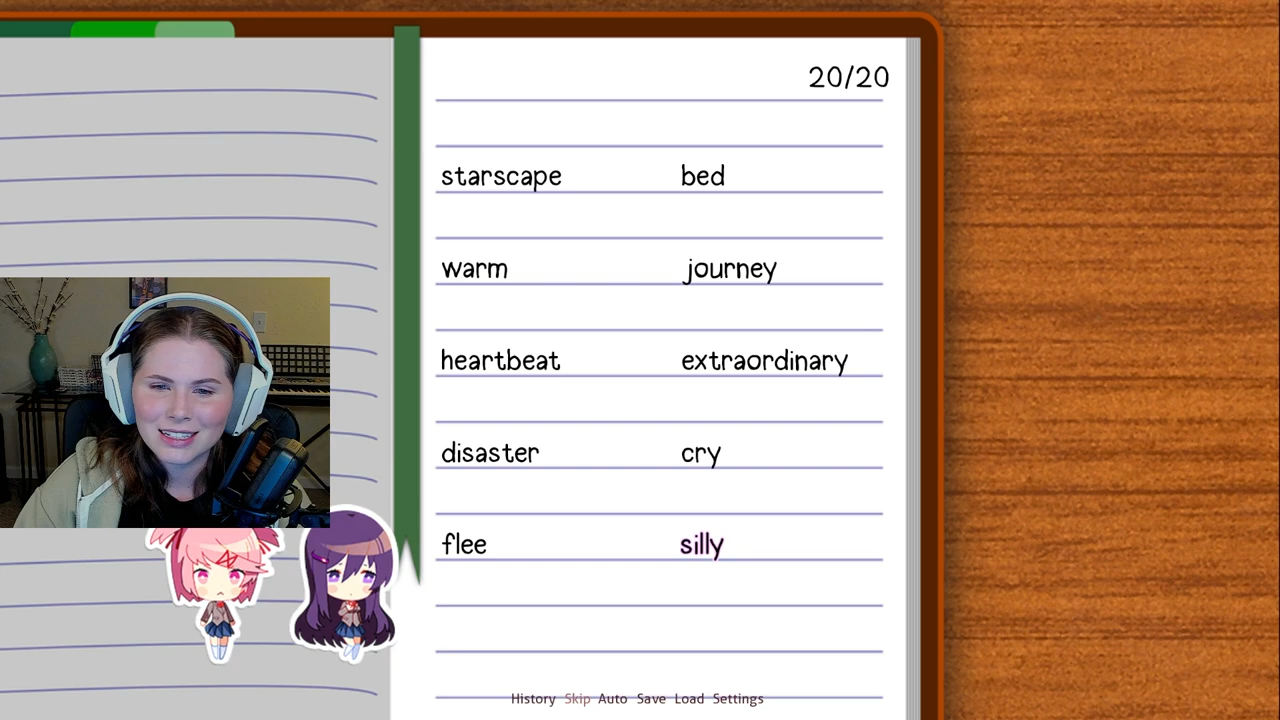 20/20
starscape bed
warm journey
heartbeat extraordinary
disaster cry
flee silly
History Skip Auto Save Load Settings